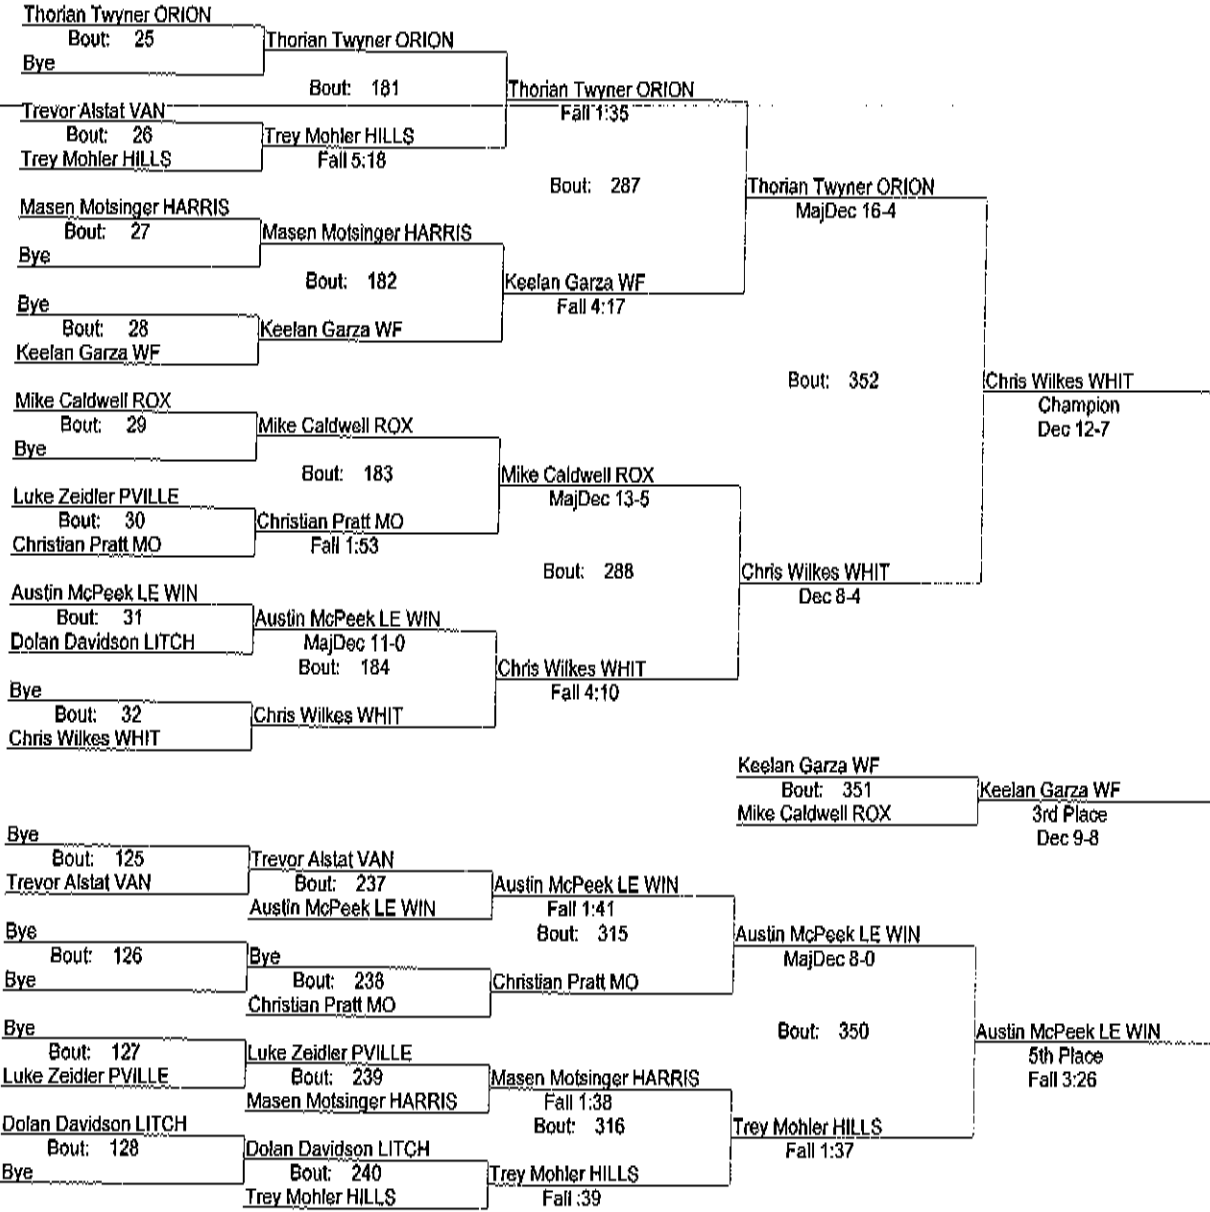 Thorian Twyner ORION
Bout: 25
Bye
Thorian Twyner ORION
Bout: 181
Trevor Alstat VAN
Bout: 26
Trey Mohler HILLS
Trey Mohler HILLS
Fall 5:18
Thorian Twyner ORION
Fall 1:35
Bout: 287
Masen Motsinger HARRIS
Bout: 27
Bye
Masen Motsinger HARRIS
Bout: 182
Bye
Bout: 28
Keelan Garza WF
Keelan Garza WF
Keelan Garza WF
Fall 4:17
Thorian Twyner ORION
MajDec 16-4
Bout: 352
Mike Caldwell ROX
Bout: 29
Bye
Mike Caldwell ROX
Bout: 183
Luke Zeidler PVILLE
Bout: 30
Christian Pratt MO
Christian Pratt MO
Fall 1:53
Mike Caldwell ROX
MajDec 13-5
Bout: 288
Austin McPeek LE WIN
Bout: 31
Dolan Davidson LITCH
Austin McPeek LE WIN
MajDec 11-0
Bout: 184
Bye
Bout: 32
Chris Wilkes WHIT
Chris Wilkes WHIT
Chris Wilkes WHIT
Fall 4:10
Chris Wilkes WHIT
Dec 8-4
Chris Wilkes WHIT
Champion
Dec 12-7
Keelan Garza WF
Bout: 351
Mike Caldwell ROX
Keelan Garza WF
3rd Place
Dec 9-8
Bye
Bout: 125
Trevor Alstat VAN
Trevor Alstat VAN
Bout: 237
Austin McPeek LE WIN
Austin McPeek LE WIN
Fall 1:41
Bout: 315
Bye
Bout: 126
Bye
Bye
Bout: 238
Christian Pratt MO
Christian Pratt MO
Austin McPeek LE WIN
MajDec 8-0
Bout: 350
Bye
Bout: 127
Luke Zeidler PVILLE
Luke Zeidler PVILLE
Bout: 239
Masen Motsinger HARRIS
Masen Motsinger HARRIS
Fall 1:38
Bout: 316
Dolan Davidson LITCH
Bout: 128
Bye
Dolan Davidson LITCH
Bout: 240
Trey Mohler HILLS
Trey Mohler HILLS
Fall :39
Trey Mohler HILLS
Fall 1:37
Austin McPeek LE WIN
5th Place
Fall 3:26